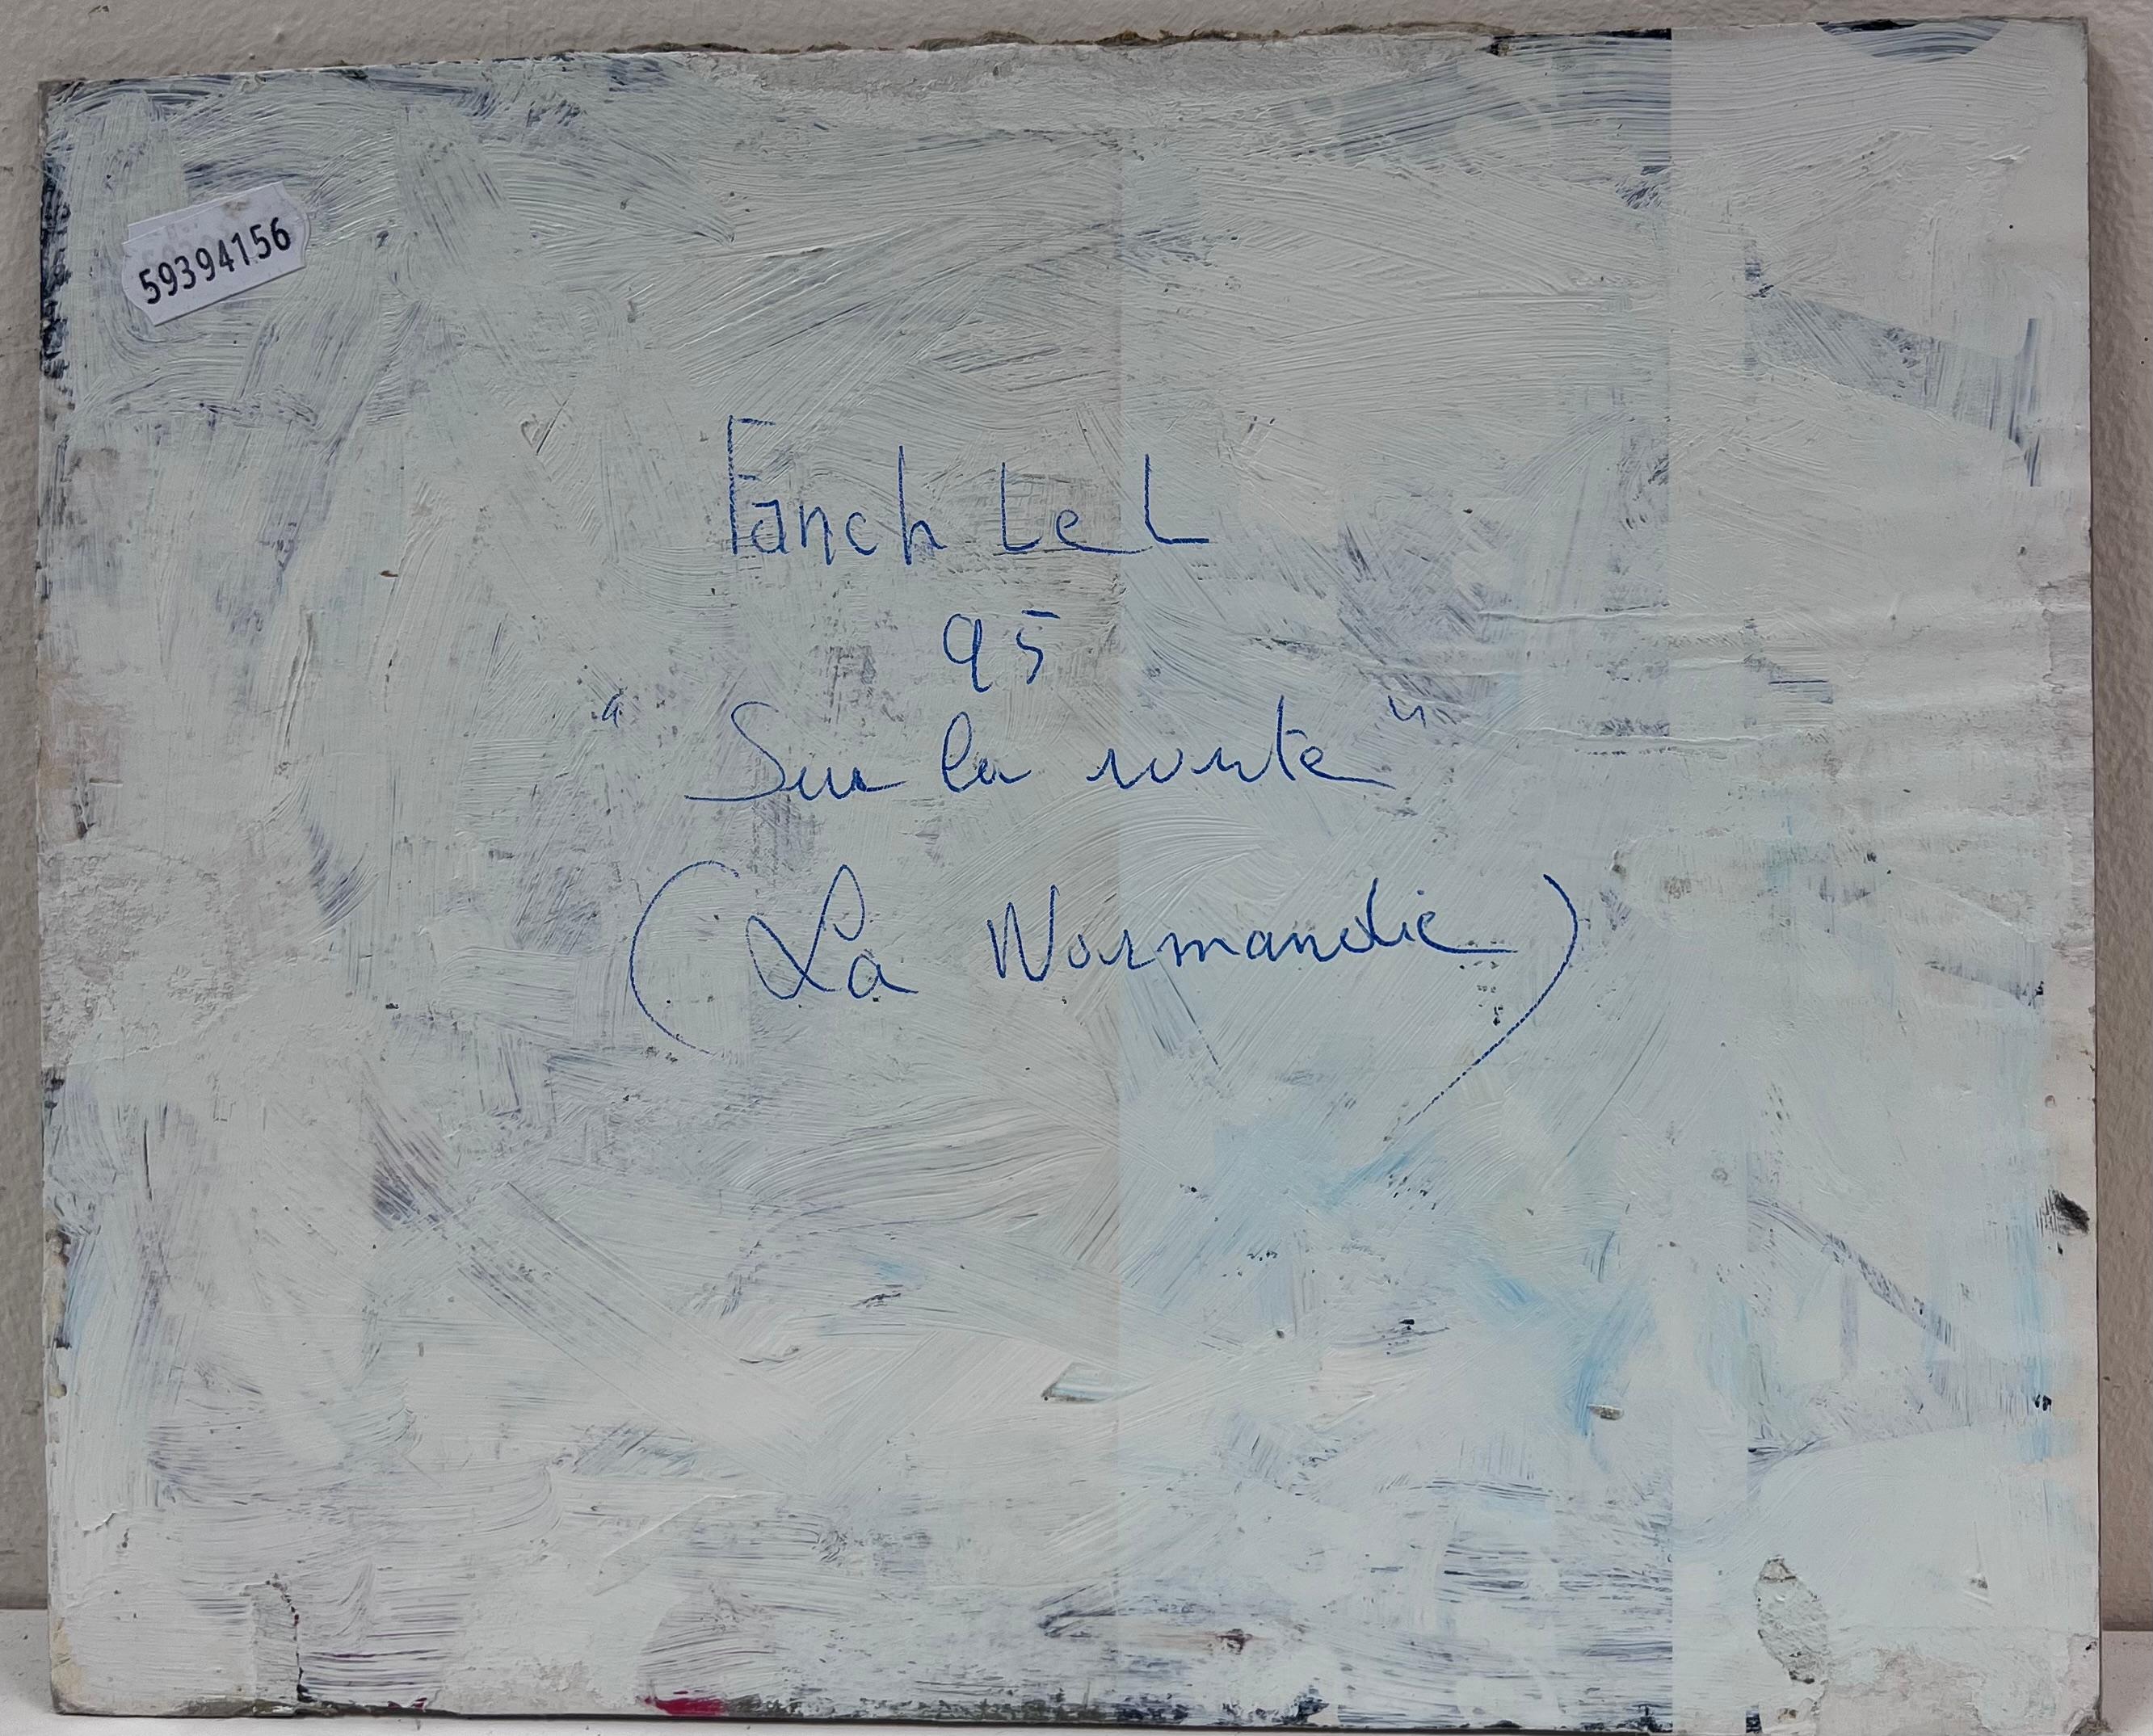 59394156
Fanch Le L
95
"Sur la route"
(La Normandie)